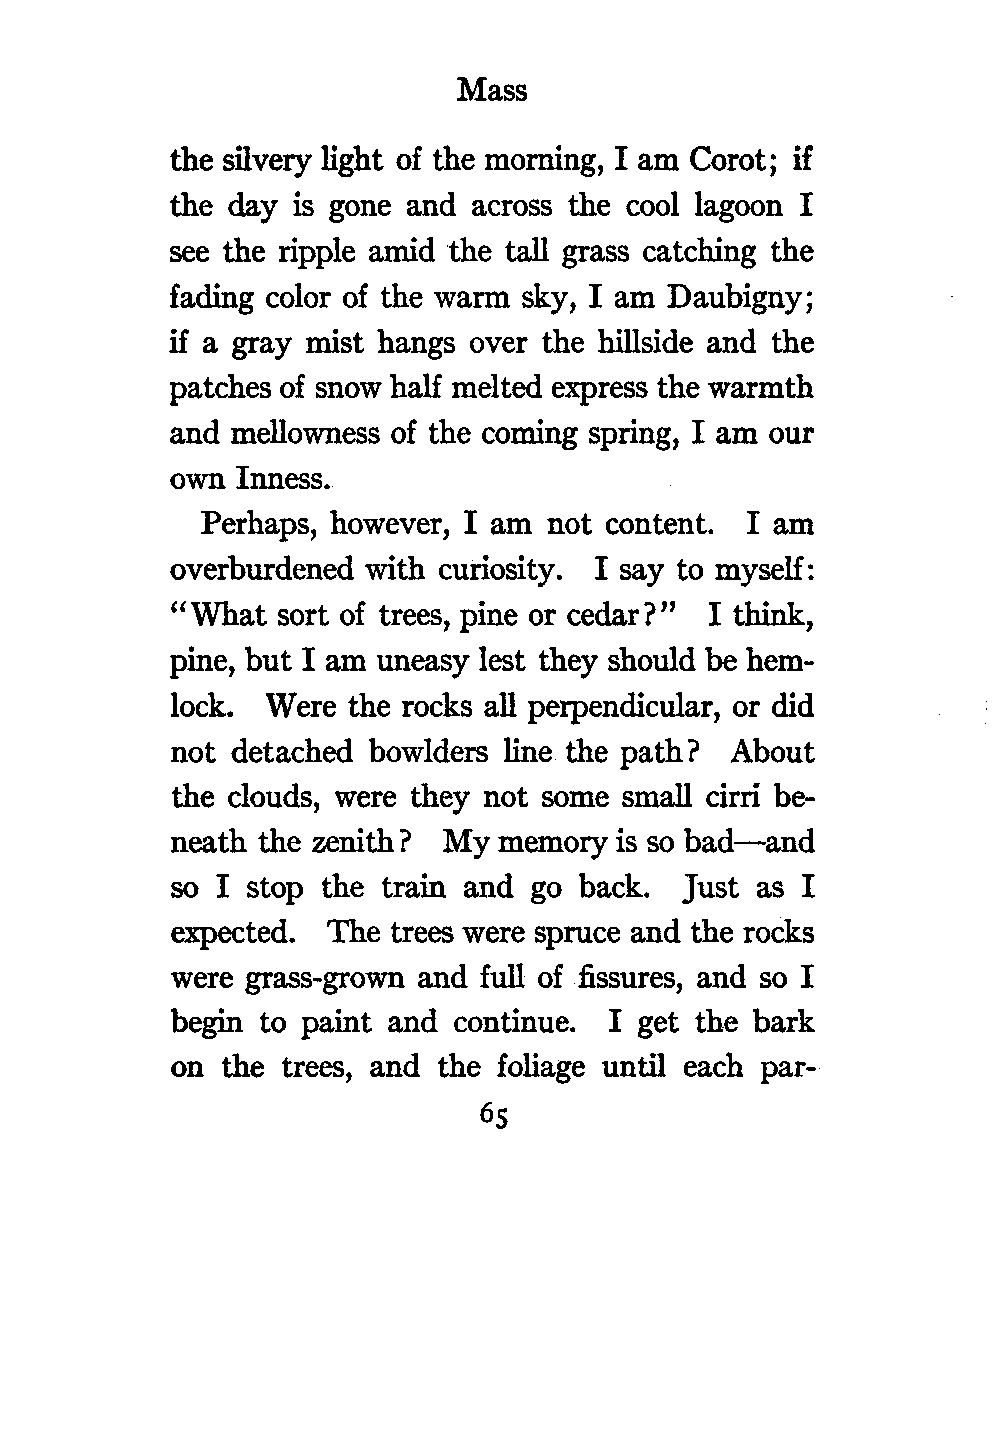 Mass
the silvery light of the morning, I am Corot; if
the day is gone and across the cool lagoon I
see the ripple amid the tall grass catching the
fading color of the warm sky, I am Daubigny;
if a gray mist hangs over the hillside and the
patches of snow half melted express the warmth
and mellowness of the coming spring, I am our
own Inness.
Perhaps, however, I am not content. I am
overburdened with curiosity. I say to myself:
“What sort of trees, pine or cedar?” I think,
pine, but I am uneasy lest they should be hem-
lock. Were the rocks all perpendicular, or did
not detached bowlders line the path? About
the clouds, were they not some small cirri be-
neath the zenith? My memory is so bad—and
so I stop the train and go back. Just as I
expected. The trees were spruce and the rocks
were grass-grown and full of fissures, and so I
begin to paint and continue. I get the bark
on the trees, and the foliage until each par-
65